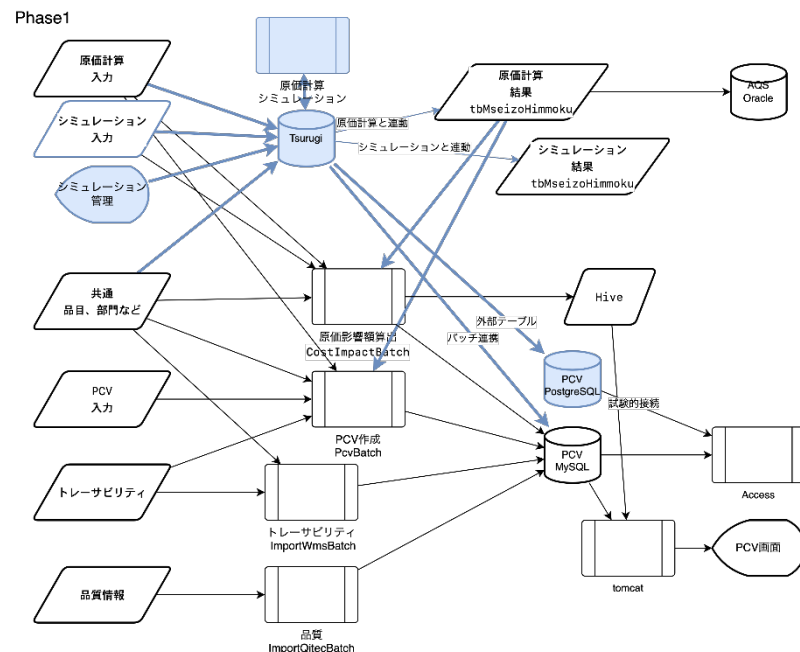 Phase1
原価計算
入力
シミュレーション
入力
シミュレーション
管理
原価計算
シミュレーション
Tsurugi
原価計算と連動
シミュレーションと連動
原価計算
結果
tbMseizoHimmoku
AQS
Oracle
シミュレーション
結果
tbMseizoHimmoku
共通
品目、部門など
原価影響額算出
CostImpactBatch
Hive
外部テーブル
バッチ連携
PCV
入力
PCV作成
PcvBatch
PCV
PostgreSQL
試験的接続
PCV
MySQL
Access
トレーサビリティ
トレーサビリティ
ImportWmsBatch
tomcat
PCV画面
品質情報
品質
ImportQitecBatch